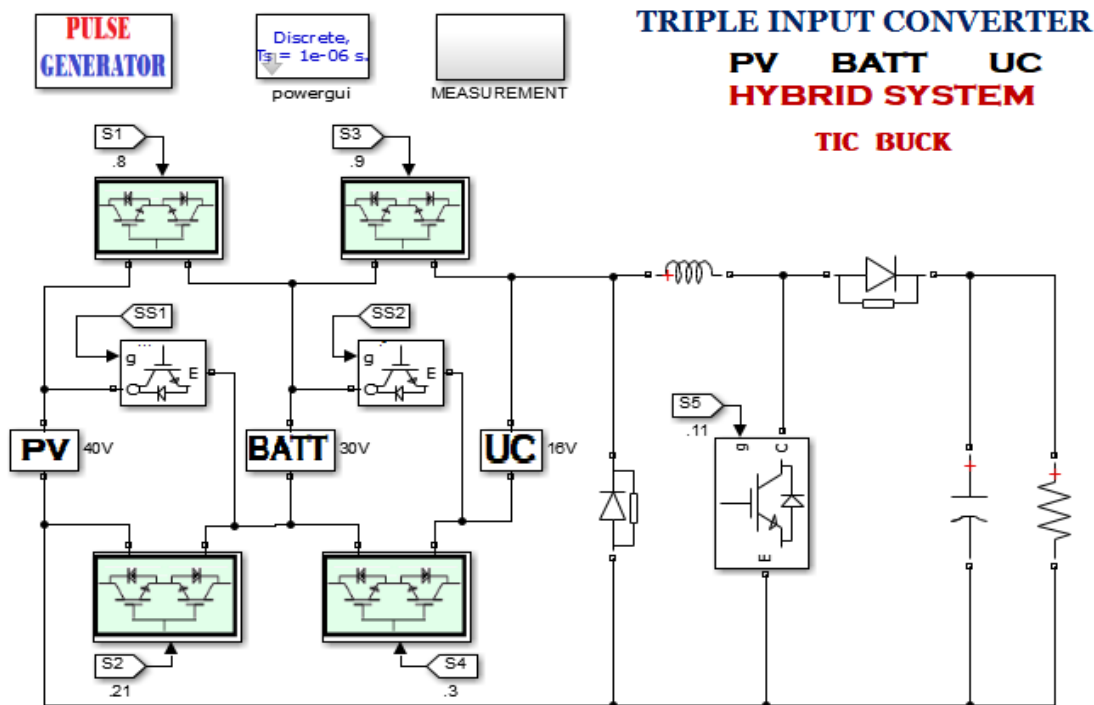 PULSE
GENERATOR
Discrete,
Ts = 1e-06 s.
powergui
MEASUREMENT
TRIPLE INPUT CONVERTER
PV BATT UC
HYBRID SYSTEM
TIC BUCK
S1
.8
S3
.9
SS1
...
g
E
SS2
g
E
PV
40V
BATT
30V
UC
16V
S5
.11
g
C
E
S2
.21
S4
.3